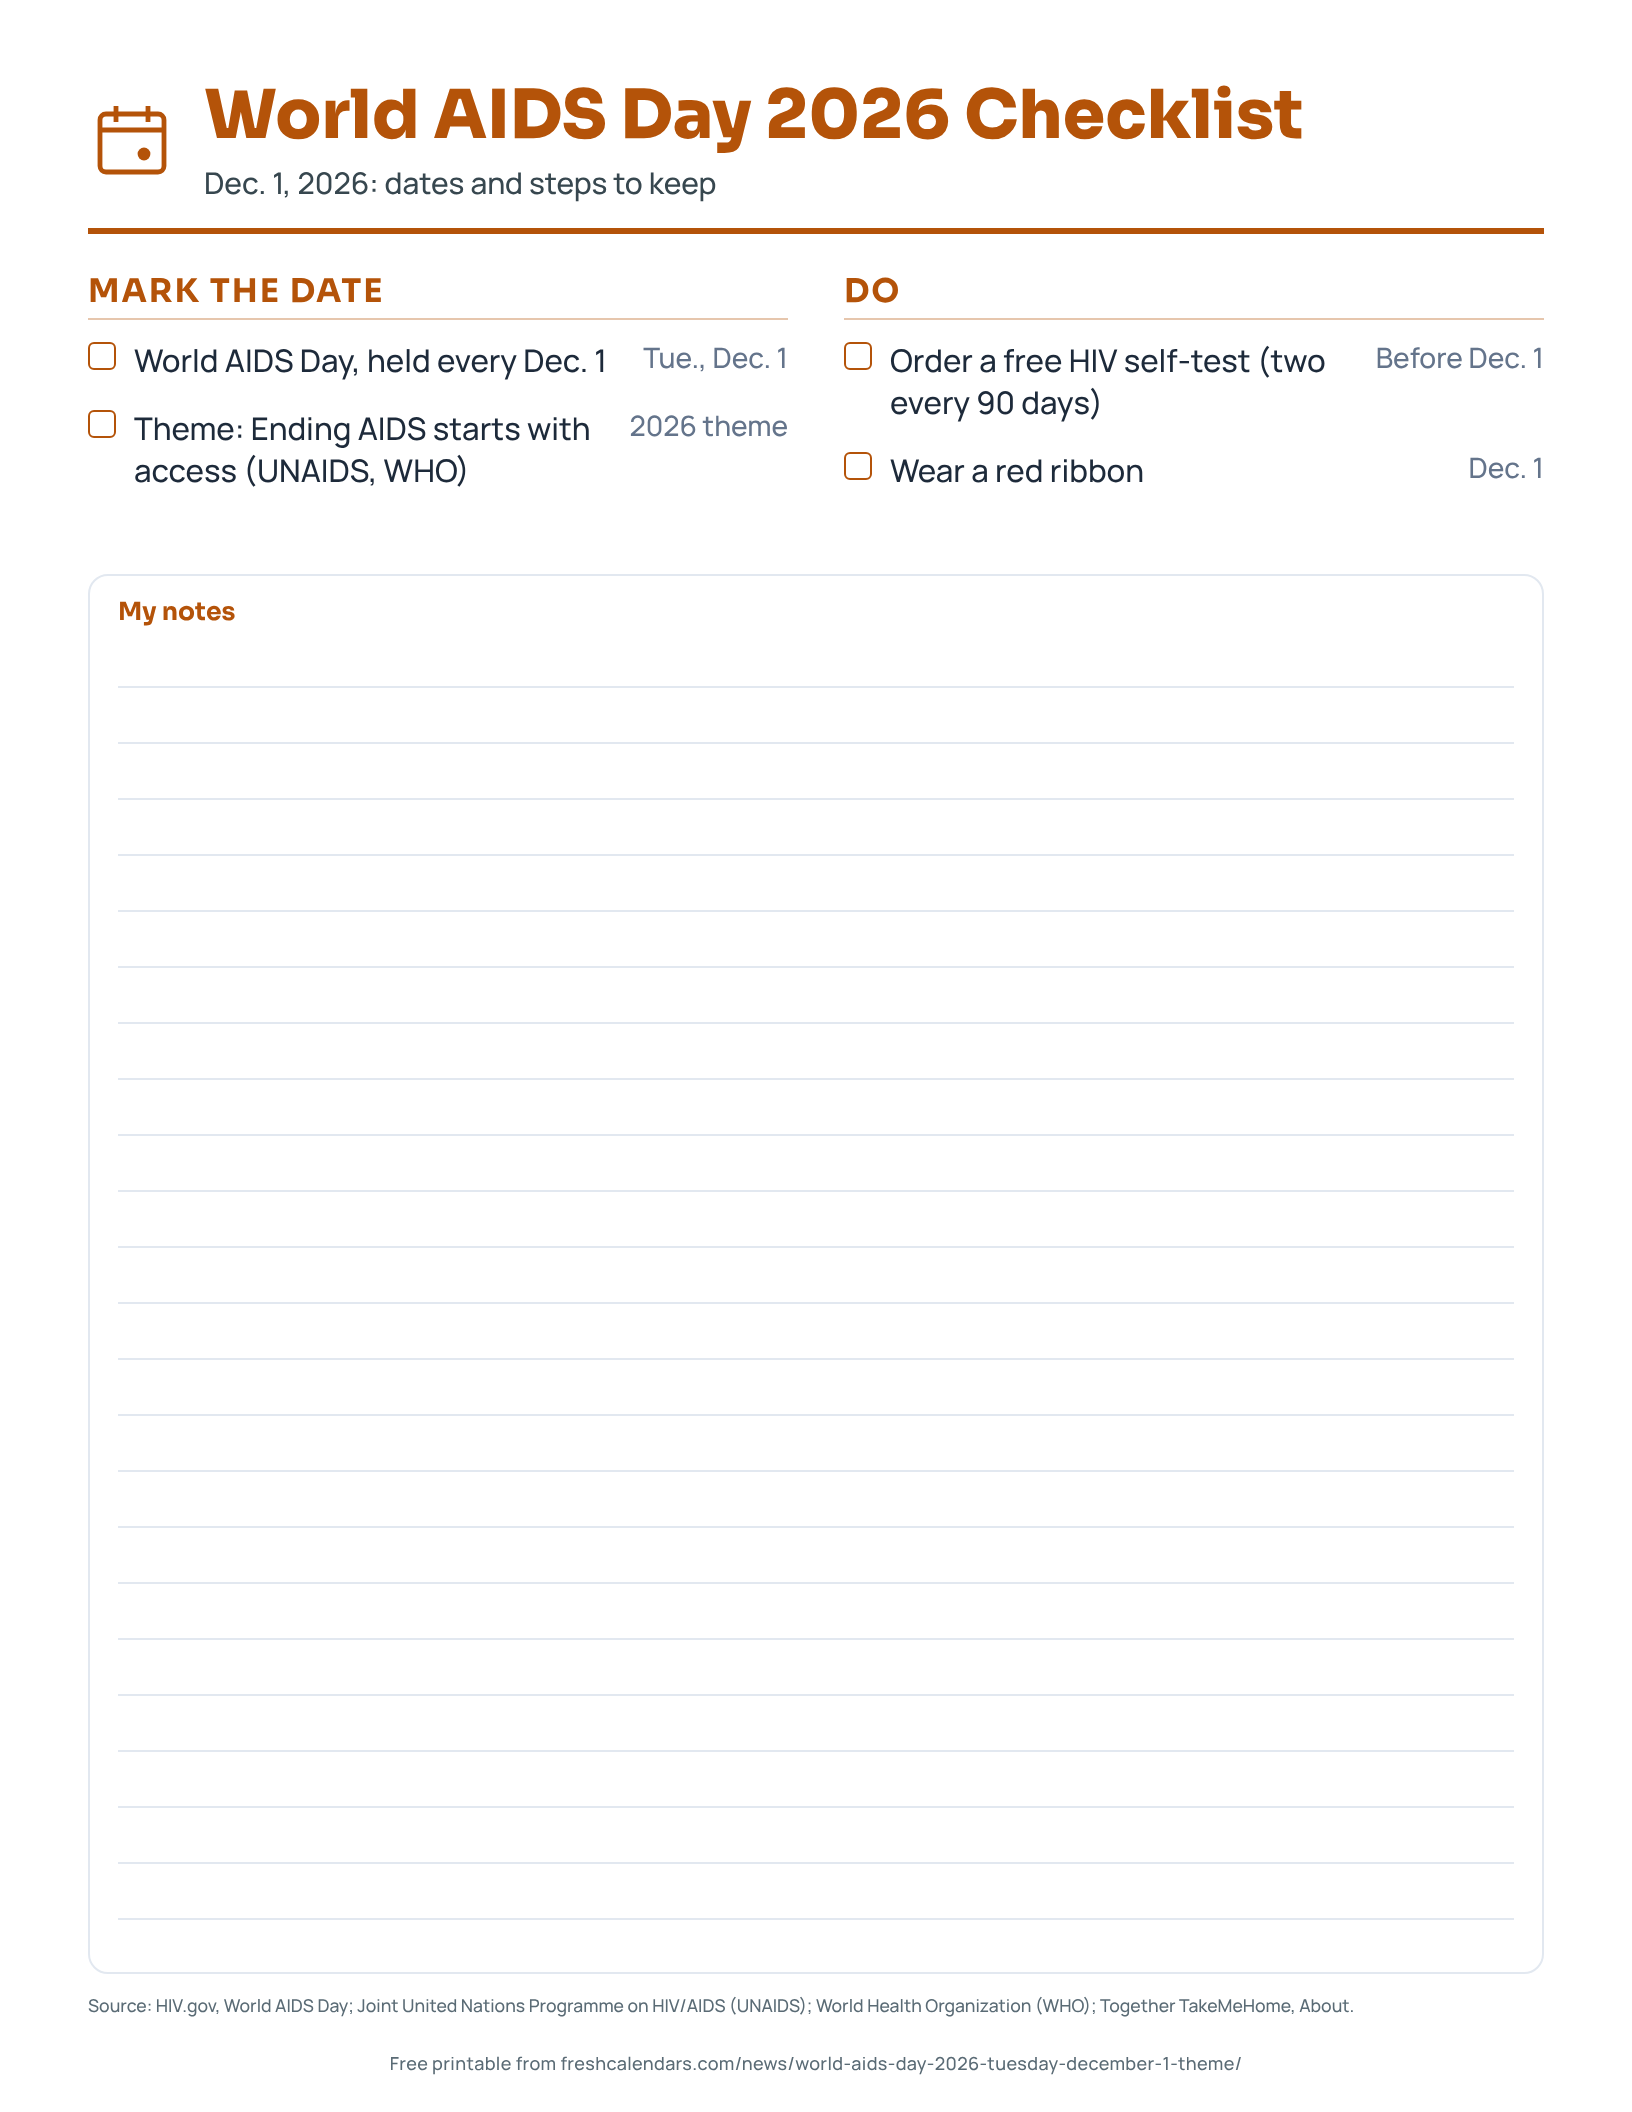 World AIDS Day 2026 Checklist
Dec. 1, 2026: dates and steps to keep
MARK THE DATE
World AIDS Day, held every Dec. 1 Tue., Dec. 1
Theme: Ending AIDS starts with 2026 theme
access (UNAIDS, WHO)
DO
Order a free HIV self-test (two Before Dec. 1
every 90 days)
Wear a red ribbon Dec. 1
My notes
Source: HIV.gov, World AIDS Day; Joint United Nations Programme on HIV/AIDS (UNAIDS); World Health Organization (WHO); Together TakeMeHome, About.
Free printable from freshcalendars.com/news/world-aids-day-2026-tuesday-december-1-theme/